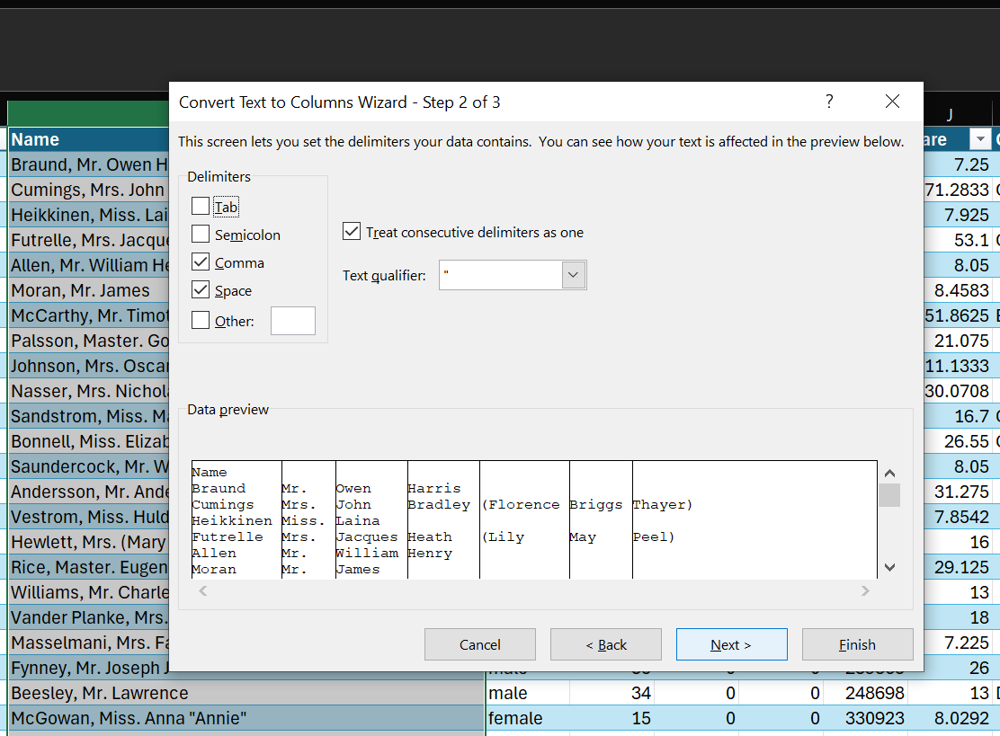 Convert Text to Columns Wizard - Step 2 of 3 ?
This screen lets you set the delimiters your data contains. You can see how your text is affected in the preview below.
Delimiters
Tab
Semicolon
Comma
Space
Other:
Treat consecutive delimiters as one
Text qualifier: "
Data preview
Name
Braund Mr. Owen Harris
Cumings Mrs. John Bradley (Florence Briggs Thayer)
Heikkinen Miss. Laina
Futrelle Mrs. Jacques Heath (Lily May Peel)
Allen Mr. William Henry
Moran Mr. James
Cancel < Back Next > Finish
J
Name
Braund, Mr. Owen H 7.25
Cumings, Mrs. John 71.2833
Heikkinen, Miss. Lai 7.925
Futrelle, Mrs. Jacque 53.1
Allen, Mr. William He 8.05
Moran, Mr. James 8.4583
McCarthy, Mr. Timot 51.8625
Palsson, Master. Go 21.075
Johnson, Mrs. Oscar 11.1333
Nasser, Mrs. Nichola 30.0708
Sandstrom, Miss. Ma 16.7
Bonnell, Miss. Elizab 26.55
Saundercock, Mr. W 8.05
Andersson, Mr. Ande 31.275
Vestrom, Miss. Huld 7.8542
Hewlett, Mrs. (Mary 16
Rice, Master. Eugen 29.125
Williams, Mr. Charle 13
Vander Planke, Mrs. 18
Masselmani, Mrs. Fa 7.225
Fynney, Mr. Joseph J 26
Beesley, Mr. Lawrence male 34 0 0 248698 13
McGowan, Miss. Anna "Annie" female 15 0 0 330923 8.0292